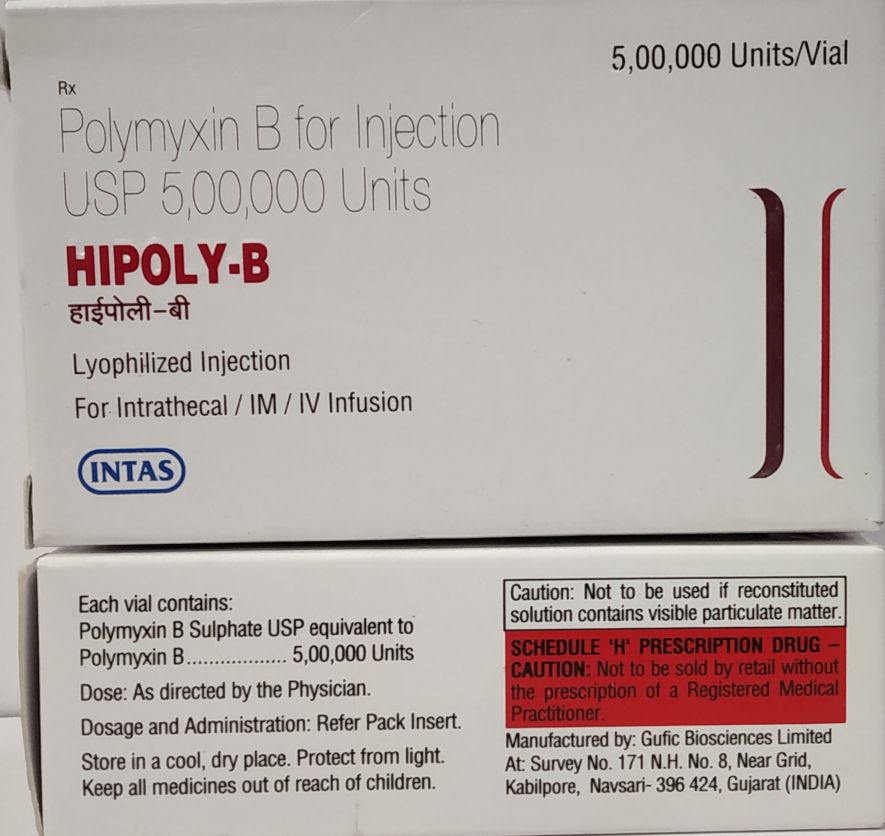 5,00,000 Units/Vial
Rx
Polymyxin B for Injection
USP 5,00,000 Units
HIPOLY-B
हाईपोली-बी
Lyophilized Injection
For Intrathecal / IM / IV Infusion
INTAS
Each vial contains:
Polymyxin B Sulphate USP equivalent to
Polymyxin B.................. 5,00,000 Units
Dose: As directed by the Physician.
Dosage and Administration: Refer Pack Insert.
Store in a cool, dry place. Protect from light.
Keep all medicines out of reach of children.
Caution: Not to be used if reconstituted
solution contains visible particulate matter.
SCHEDULE 'H' PRESCRIPTION DRUG –
CAUTION: Not to be sold by retail without
the prescription of a Registered Medical
Practitioner.
Manufactured by: Gufic Biosciences Limited
At: Survey No. 171 N.H. No. 8, Near Grid,
Kabilpore, Navsari- 396 424, Gujarat (INDIA)